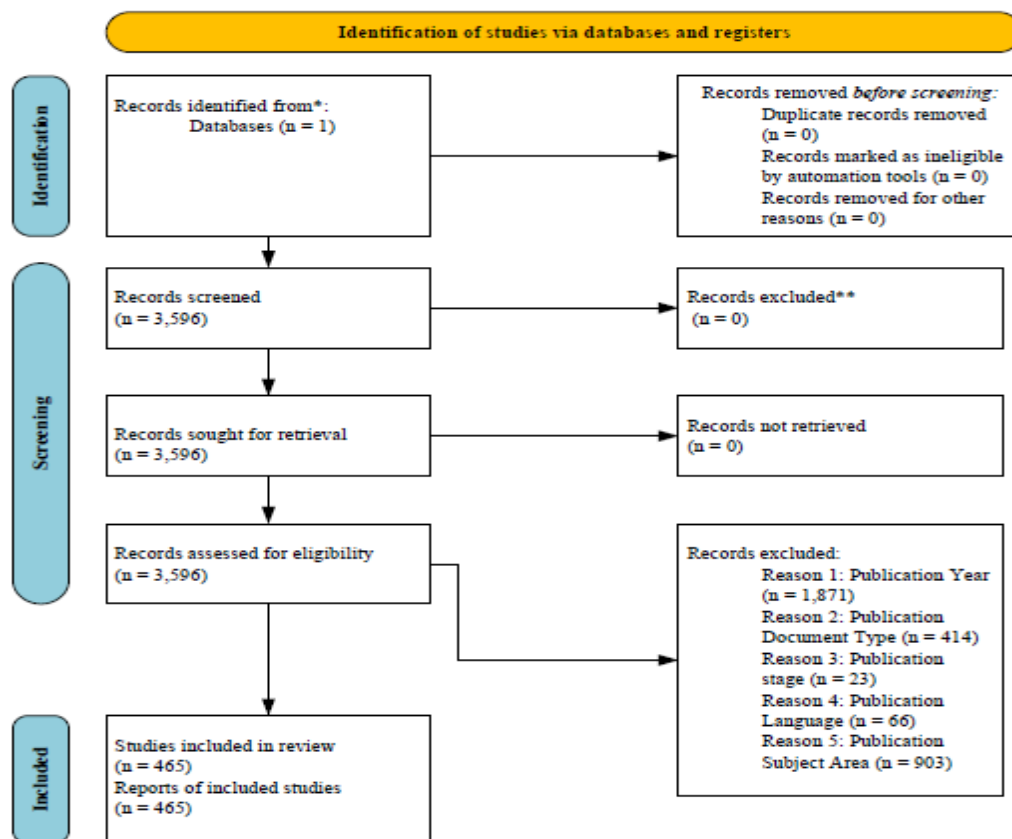 Identification of studies via databases and registers
Identification
Records identified from*:
Databases (n = 1)
Records removed before screening:
Duplicate records removed
(n = 0)
Records marked as ineligible
by automation tools (n = 0)
Records removed for other
reasons (n = 0)
Screening
Records screened
(n = 3,596)
Records excluded**
(n = 0)
Records sought for retrieval
(n = 3,596)
Records not retrieved
(n = 0)
Records assessed for eligibility
(n = 3,596)
Records excluded:
Reason 1: Publication Year
(n = 1,871)
Reason 2: Publication
Document Type (n = 414)
Reason 3: Publication
stage (n = 23)
Reason 4: Publication
Language (n = 66)
Reason 5: Publication
Subject Area (n = 903)
Included
Studies included in review
(n = 465)
Reports of included studies
(n = 465)